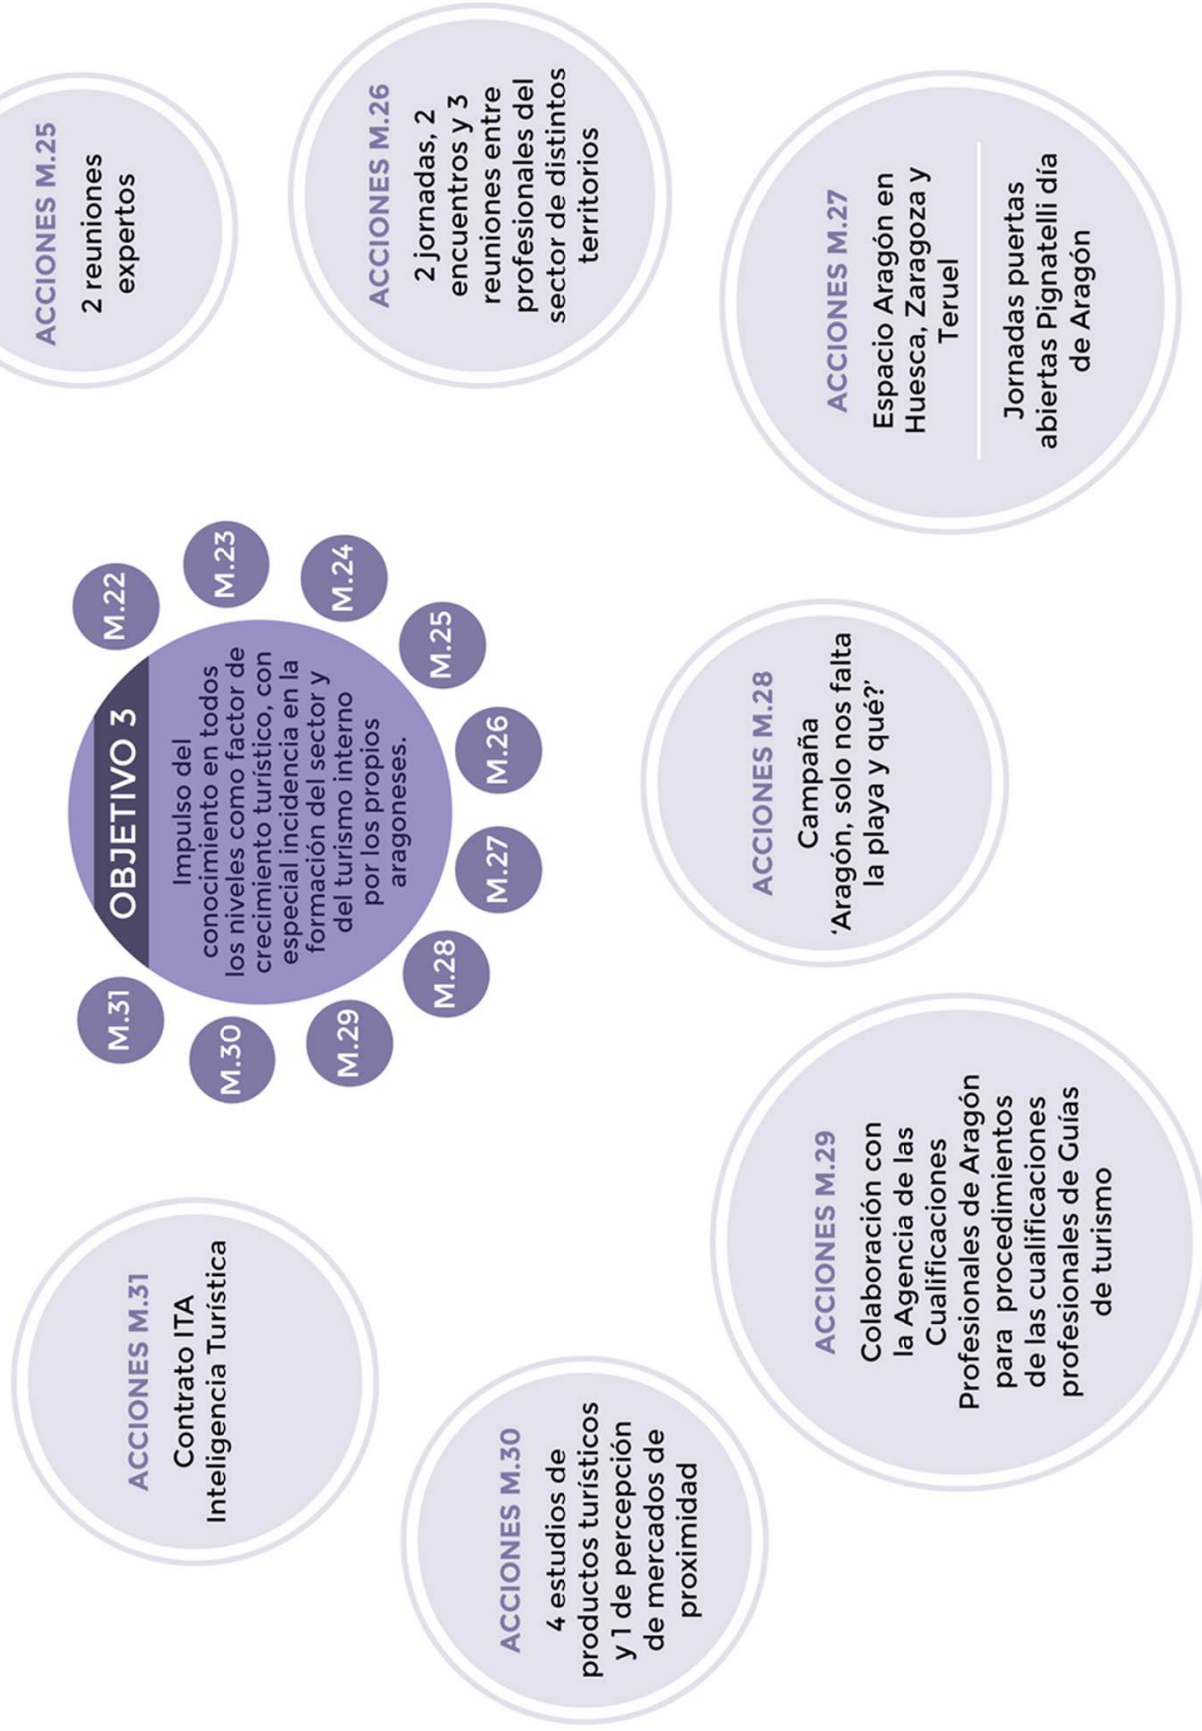 OBJETIVO 3
Impulso del
conocimiento en todos
los niveles como factor de
crecimiento turístico, con
especial incidencia en la
formación del sector y
del turismo interno
por los propios
aragoneses.
M.22
M.23
M.24
M.25
M.26
M.27
M.28
M.29
M.30
M.31
ACCIONES M.25
2 reuniones
expertos
ACCIONES M.26
2 jornadas, 2
encuentros y 3
reuniones entre
profesionales del
sector de distintos
territorios
ACCIONES M.27
Espacio Aragón en
Huesca, Zaragoza y
Teruel
Jornadas puertas
abiertas Pignatelli día
de Aragón
ACCIONES M.28
Campaña
‘Aragón, solo nos falta
la playa y qué?’
ACCIONES M.29
Colaboración con
la Agencia de las
Cualificaciones
Profesionales de Aragón
para procedimientos
de las cualificaciones
profesionales de Guías
de turismo
ACCIONES M.30
4 estudios de
productos turísticos
y 1 de percepción
de mercados de
proximidad
ACCIONES M.31
Contrato ITA
Inteligencia Turística